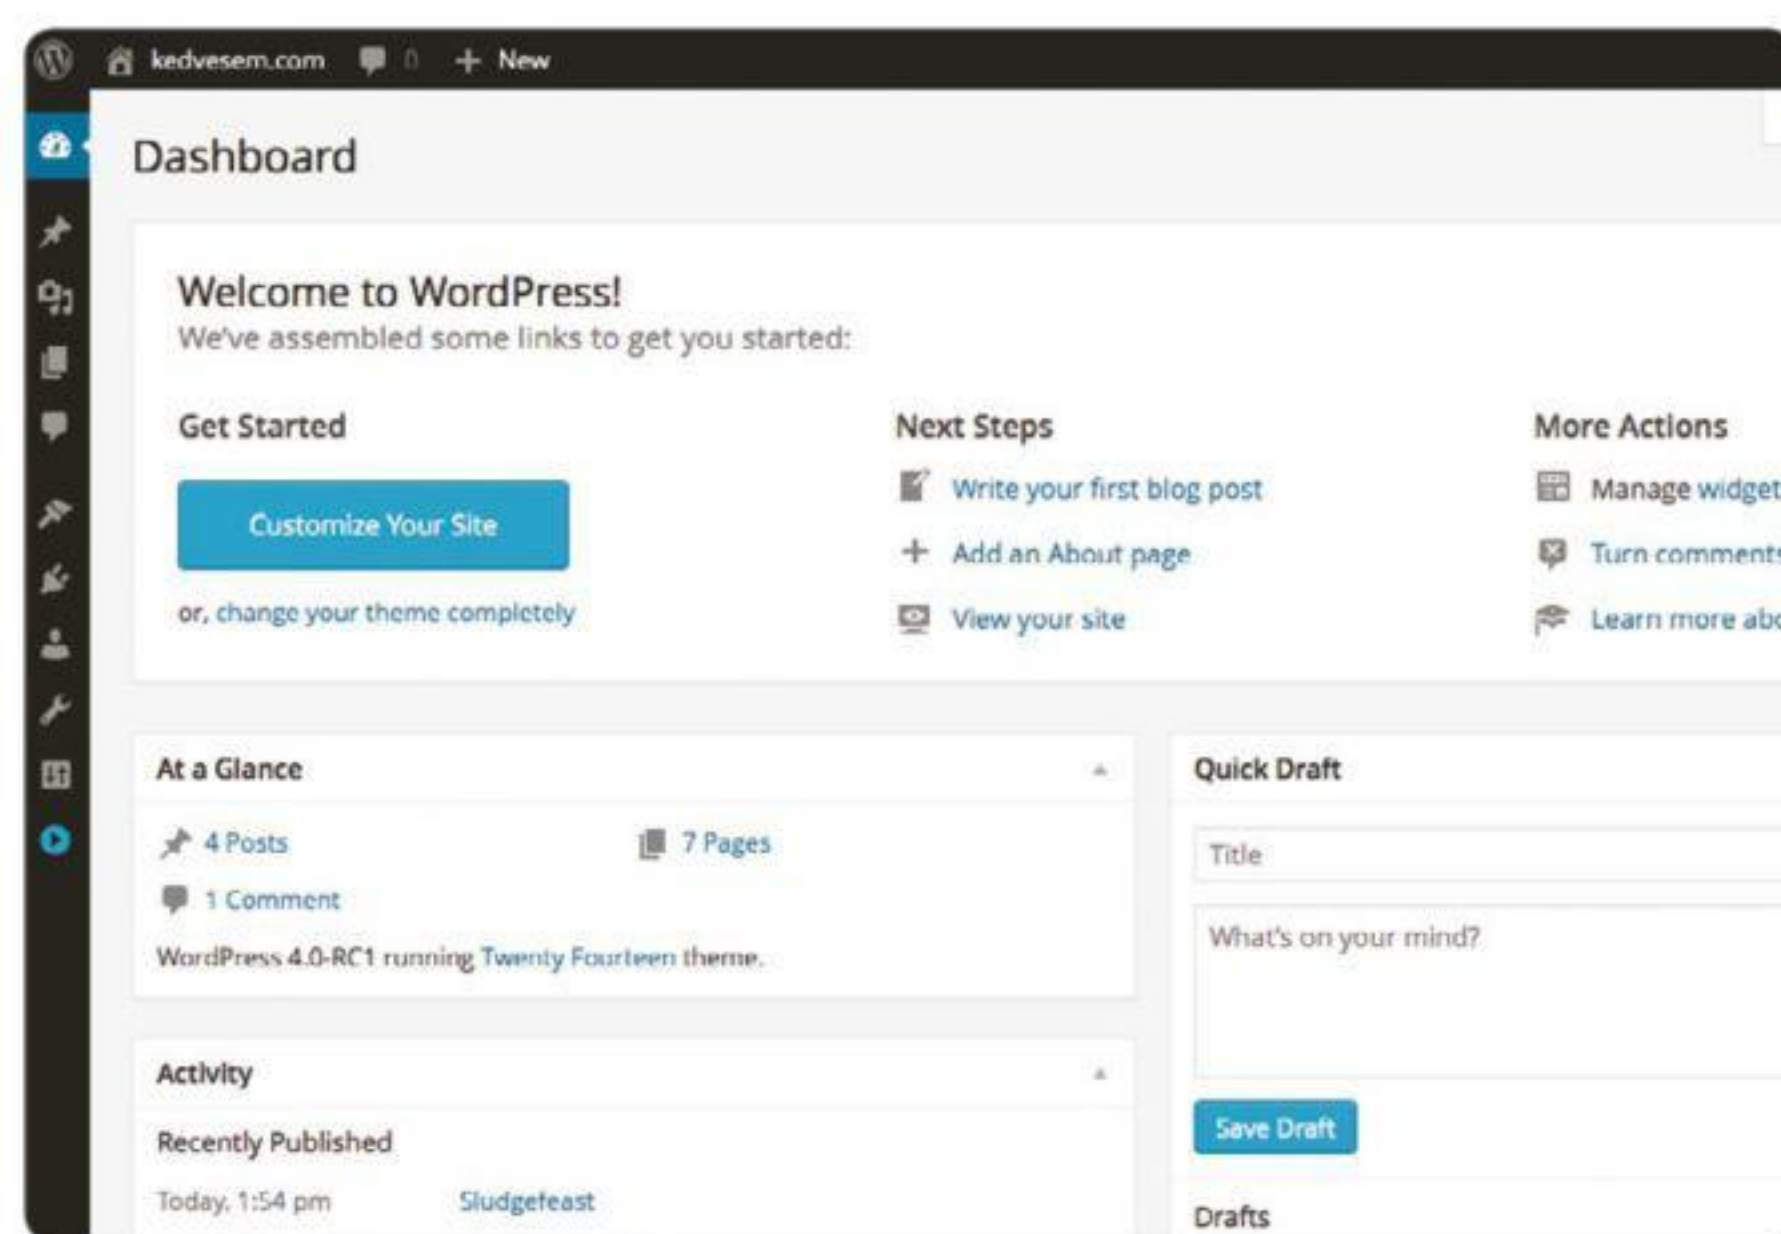 kedvesem.com 0 + New
Dashboard
Welcome to WordPress!
We've assembled some links to get you started:
Get Started
Customize Your Site
or, change your theme completely
Next Steps
Write your first blog post
Add an About page
View your site
More Actions
Manage widget
Turn comments
Learn more abo
At a Glance
4 Posts
7 Pages
1 Comment
WordPress 4.0-RC1 running Twenty Fourteen theme.
Activity
Recently Published
Today, 1:54 pm Sludgefeast
Quick Draft
Title
What's on your mind?
Save Draft
Drafts